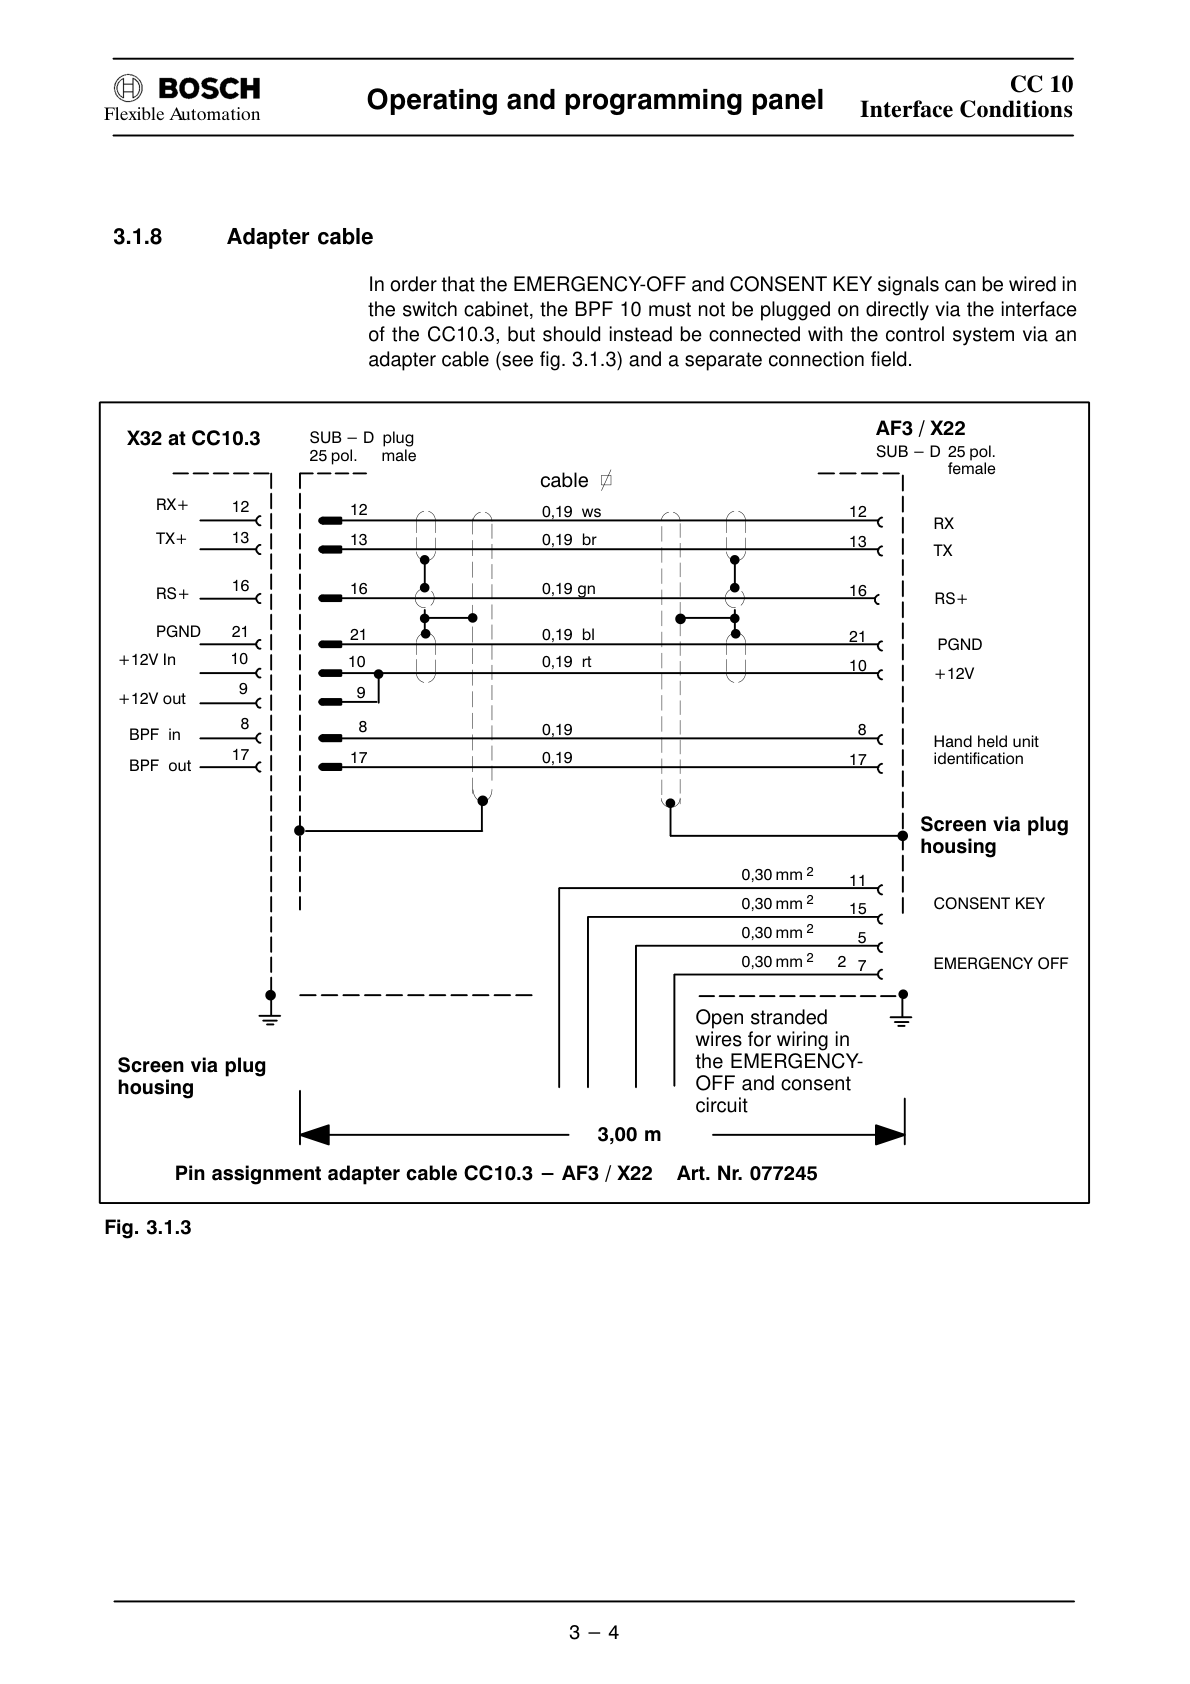 BOSCH
Flexible Automation
Operating and programming panel
CC 10
Interface Conditions
3.1.8 Adapter cable
In order that the EMERGENCY-OFF and CONSENT KEY signals can be wired in
the switch cabinet, the BPF 10 must not be plugged on directly via the interface
of the CC10.3, but should instead be connected with the control system via an
adapter cable (see fig. 3.1.3) and a separate connection field.
X32 at CC10.3
SUB – D plug
25 pol. male
AF3 / X22
SUB – D 25 pol.
female
cable
RX+ 12 12 0,19 ws 12 RX
TX+ 13 13 0,19 br 13 TX
RS+ 16 16 0,19 gn 16 RS+
PGND 21 21 0,19 bl 21 PGND
+12V In 10 10 0,19 rt 10 +12V
+12V out 9 9
BPF in 8 8 0,19 8
BPF out 17 17 0,19 17
Hand held unit
identification
Screen via plug
housing
0,30 mm 2 11
0,30 mm 2 15
CONSENT KEY
0,30 mm 2 5
0,30 mm 2 2 7
EMERGENCY OFF
Open stranded
wires for wiring in
the EMERGENCY-
OFF and consent
circuit
Screen via plug
housing
3,00 m
Pin assignment adapter cable CC10.3 – AF3 / X22 Art. Nr. 077245
Fig. 3.1.3
3 – 4